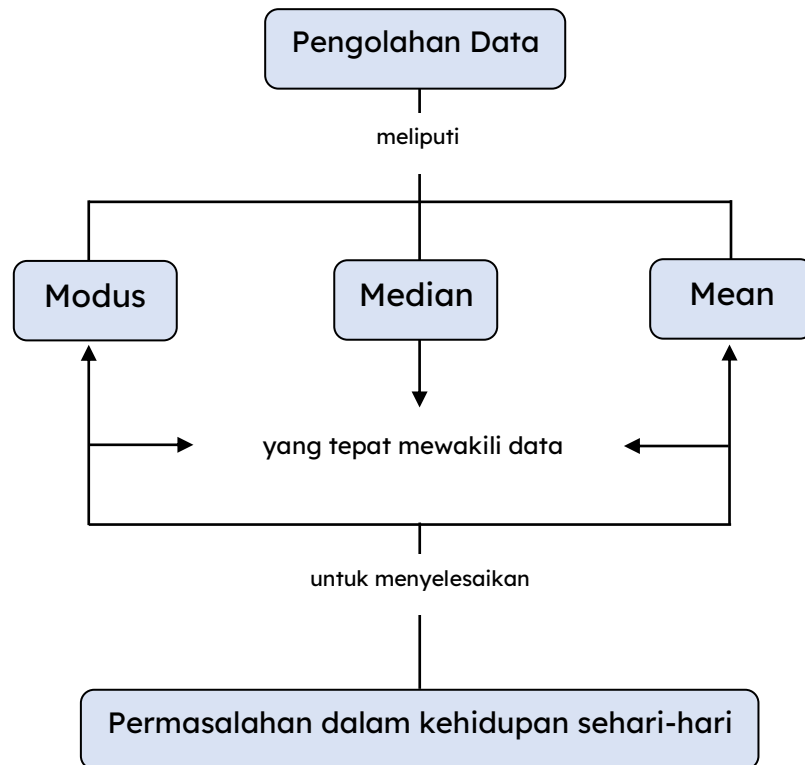 Pengolahan Data
meliputi
Modus
Median
Mean
yang tepat mewakili data
untuk menyelesaikan
Permasalahan dalam kehidupan sehari-hari